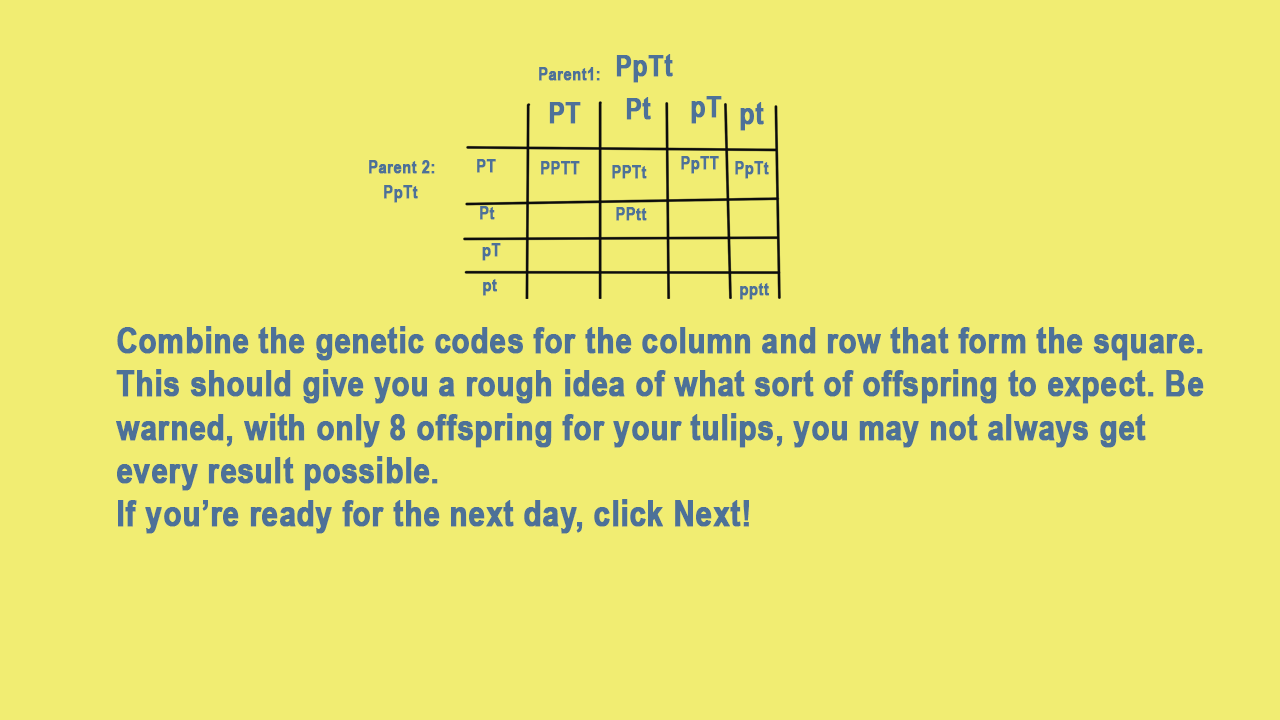 Parent1: PpTt
PT Pt pT pt
Parent 2:
PpTt
PT PPTT PPTt PpTT PpTt
Pt PPtt
pT
pt pptt
Combine the genetic codes for the column and row that form the square.
This should give you a rough idea of what sort of offspring to expect. Be
warned, with only 8 offspring for your tulips, you may not always get
every result possible.
If you’re ready for the next day, click Next!